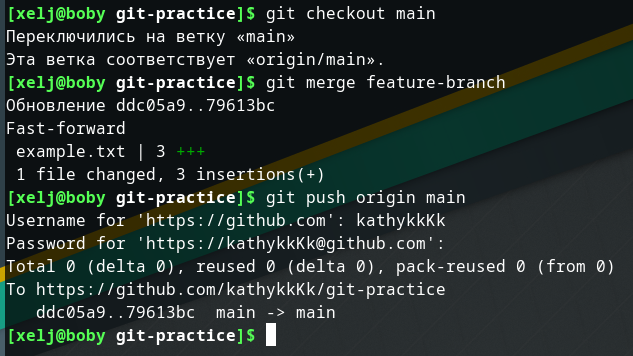 [xelj@boby git-practice]$ git checkout main
Переключились на ветку «main»
Эта ветка соответствует «origin/main».
[xelj@boby git-practice]$ git merge feature-branch
Обновление ddc05a9..79613bc
Fast-forward
 example.txt | 3 +++
 1 file changed, 3 insertions(+)
[xelj@boby git-practice]$ git push origin main
Username for 'https://github.com': kathykkKk
Password for 'https://kathykkKk@github.com':
Total 0 (delta 0), reused 0 (delta 0), pack-reused 0 (from 0)
To https://github.com/kathykkKk/git-practice
   ddc05a9..79613bc  main -> main
[xelj@boby git-practice]$